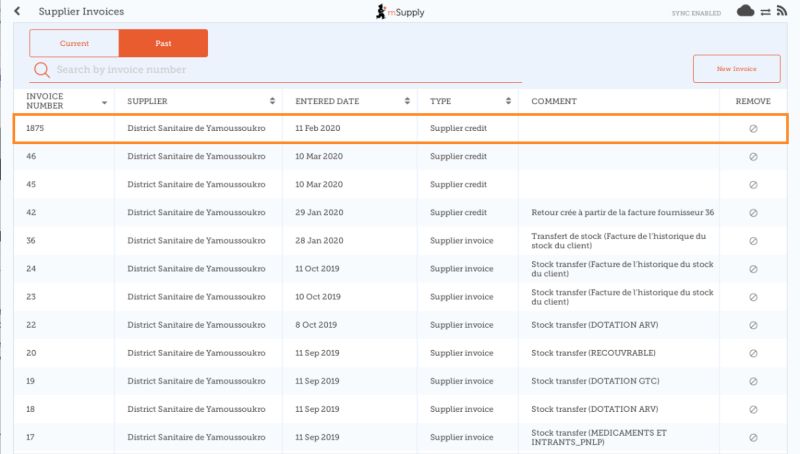 Supplier Invoices
mSupply
SYNC ENABLED
Current
Past
Search by invoice number
New Invoice
INVOICE NUMBER SUPPLIER ENTERED DATE TYPE COMMENT REMOVE
1875 District Sanitaire de Yamoussoukro 11 Feb 2020 Supplier credit
46 District Sanitaire de Yamoussoukro 10 Mar 2020 Supplier credit
45 District Sanitaire de Yamoussoukro 10 Mar 2020 Supplier credit
42 District Sanitaire de Yamoussoukro 29 Jan 2020 Supplier credit Retour crée à partir de la facture fournisseur 36
36 District Sanitaire de Yamoussoukro 28 Jan 2020 Supplier invoice Transfert de stock (Facture de l'historique du
stock du client)
24 District Sanitaire de Yamoussoukro 11 Oct 2019 Supplier invoice Stock transfer (Facture de l'historique du stock
du client)
23 District Sanitaire de Yamoussoukro 10 Oct 2019 Supplier invoice Stock transfer (Facture de l'historique du stock
du client)
22 District Sanitaire de Yamoussoukro 8 Oct 2019 Supplier invoice Stock transfer (DOTATION ARV)
20 District Sanitaire de Yamoussoukro 11 Sep 2019 Supplier invoice Stock transfer (RECOUVRABLE)
19 District Sanitaire de Yamoussoukro 11 Sep 2019 Supplier invoice Stock transfer (DOTATION GTC)
18 District Sanitaire de Yamoussoukro 11 Sep 2019 Supplier invoice Stock transfer (DOTATION ARV)
17 District Sanitaire de Yamoussoukro 11 Sep 2019 Supplier invoice Stock transfer (MEDICAMENTS ET
INTRANTS_PNLP)